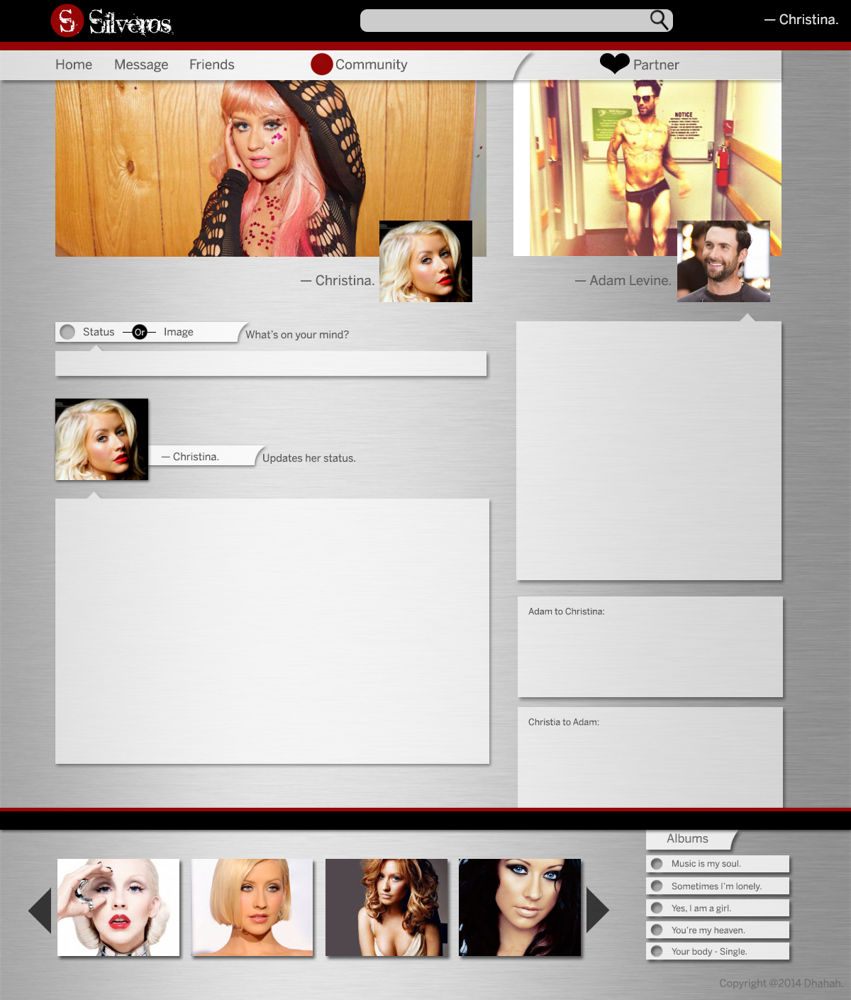 S Silveros
— Christina.
Home Message Friends Community Partner
NOTICE
— Christina.
— Adam Levine.
Status Or Image What's on your mind?
— Christina. Updates her status.
Adam to Christina:
Christia to Adam:
Albums
Music is my soul.
Sometimes I'm lonely.
Yes, I am a girl.
You're my heaven.
Your body - Single.
Copyright @2014 Dhahah.